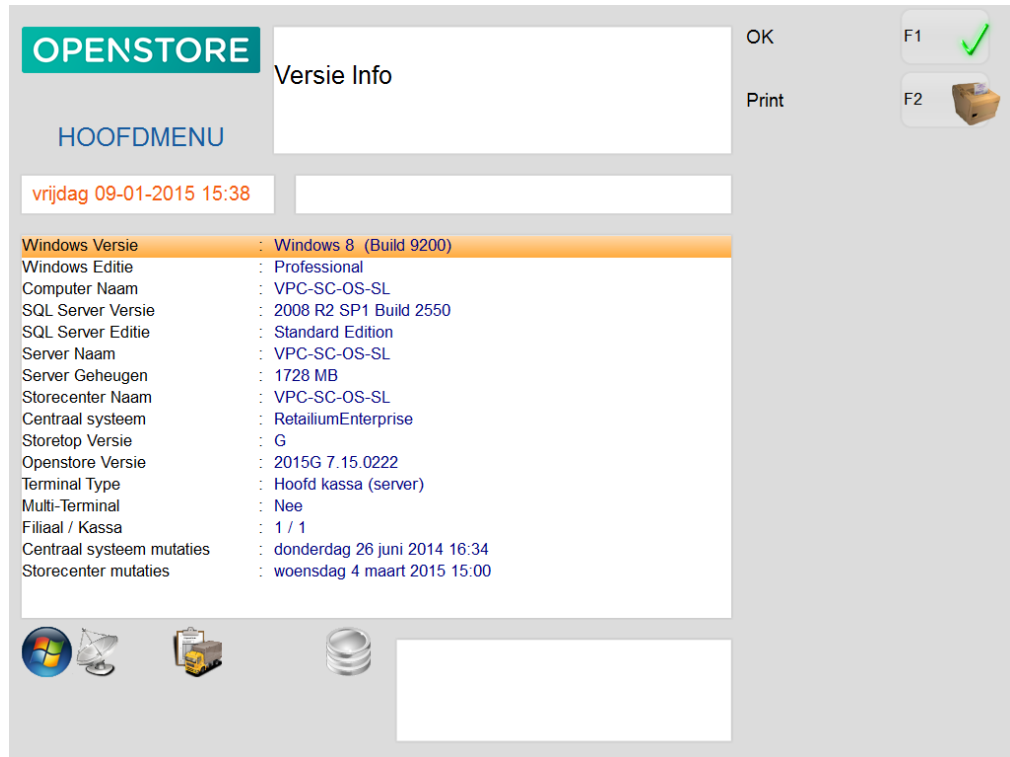 OPENSTORE
Versie Info
HOOFDMENU
OK F1
Print F2
vrijdag 09-01-2015 15:38
Windows Versie : Windows 8 (Build 9200)
Windows Editie : Professional
Computer Naam : VPC-SC-OS-SL
SQL Server Versie : 2008 R2 SP1 Build 2550
SQL Server Editie : Standard Edition
Server Naam : VPC-SC-OS-SL
Server Geheugen : 1728 MB
Storecenter Naam : VPC-SC-OS-SL
Centraal systeem : RetailiumEnterprise
Storetop Versie : G
Openstore Versie : 2015G 7.15.0222
Terminal Type : Hoofd kassa (server)
Multi-Terminal : Nee
Filiaal / Kassa : 1 / 1
Centraal systeem mutaties : donderdag 26 juni 2014 16:34
Storecenter mutaties : woensdag 4 maart 2015 15:00